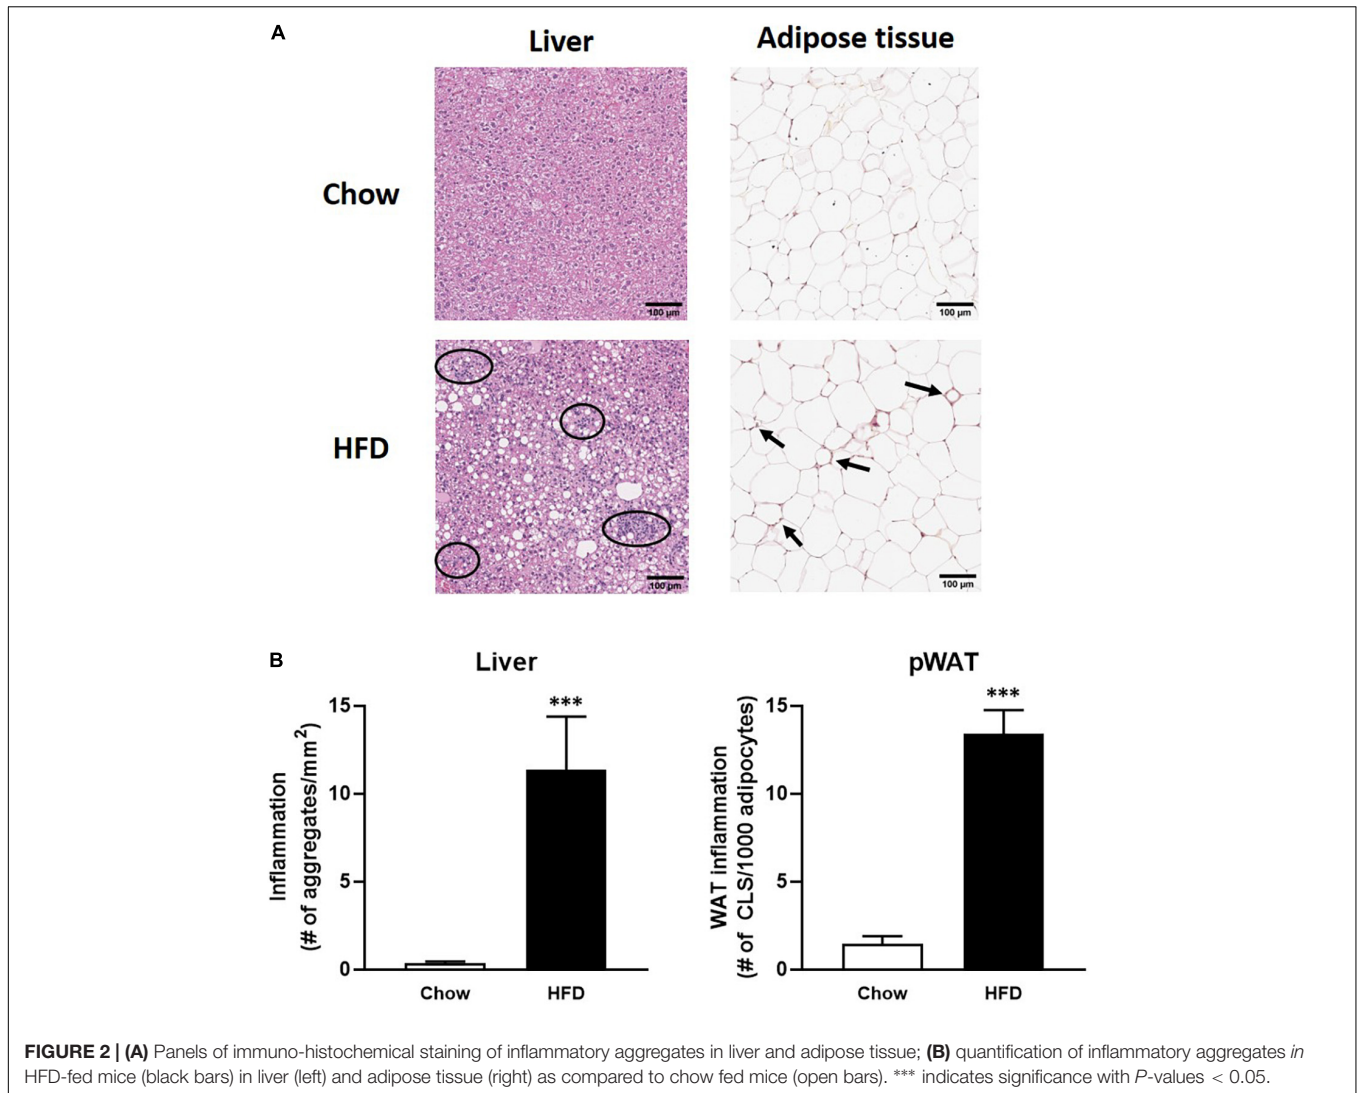 A
Liver
Adipose tissue
Chow
100 µm
100 µm
HFD
100 µm
100 µm
B
Liver
Inflammation
(# of aggregates/mm²)
15
10
5
0
***
Chow
HFD
pWAT
WAT inflammation
(# of CLS/1000 adipocytes)
15
10
5
0
***
Chow
HFD
FIGURE 2 | (A) Panels of immuno-histochemical staining of inflammatory aggregates in liver and adipose tissue; (B) quantification of inflammatory aggregates in
HFD-fed mice (black bars) in liver (left) and adipose tissue (right) as compared to chow fed mice (open bars). *** indicates significance with P-values < 0.05.